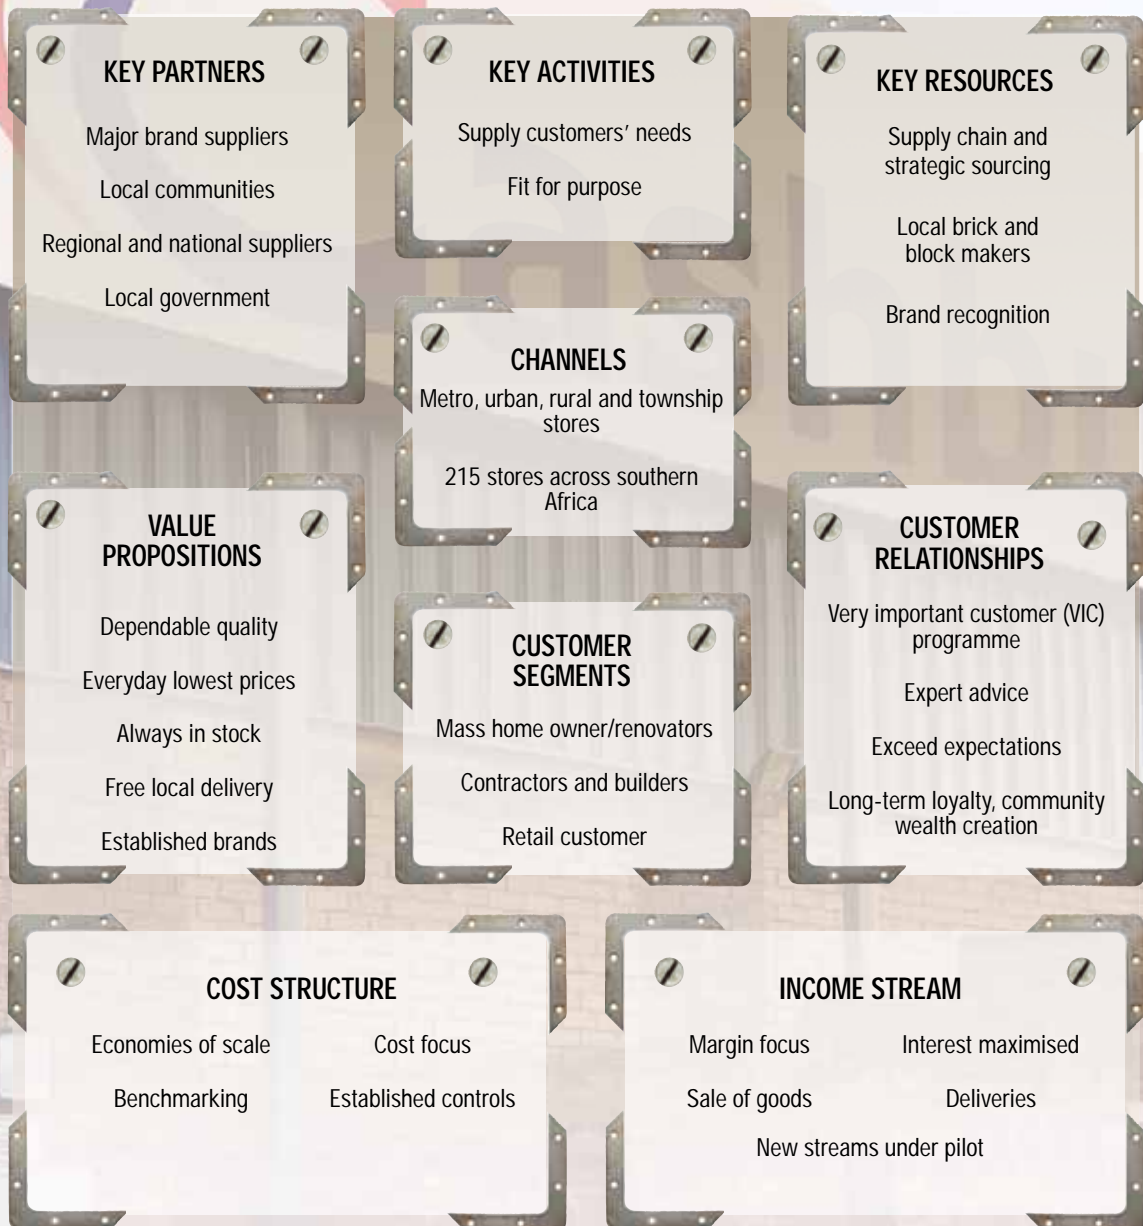 KEY PARTNERS
Major brand suppliers
Local communities
Regional and national suppliers
Local government
KEY ACTIVITIES
Supply customers' needs
Fit for purpose
KEY RESOURCES
Supply chain and
strategic sourcing
Local brick and
block makers
Brand recognition
CHANNELS
Metro, urban, rural and township
stores
215 stores across southern
Africa
VALUE
PROPOSITIONS
Dependable quality
Everyday lowest prices
Always in stock
Free local delivery
Established brands
CUSTOMER
SEGMENTS
Mass home owner/renovators
Contractors and builders
Retail customer
CUSTOMER
RELATIONSHIPS
Very important customer (VIC)
programme
Expert advice
Exceed expectations
Long-term loyalty, community
wealth creation
COST STRUCTURE
Economies of scale
Cost focus
Benchmarking
Established controls
INCOME STREAM
Margin focus
Interest maximised
Sale of goods
Deliveries
New streams under pilot